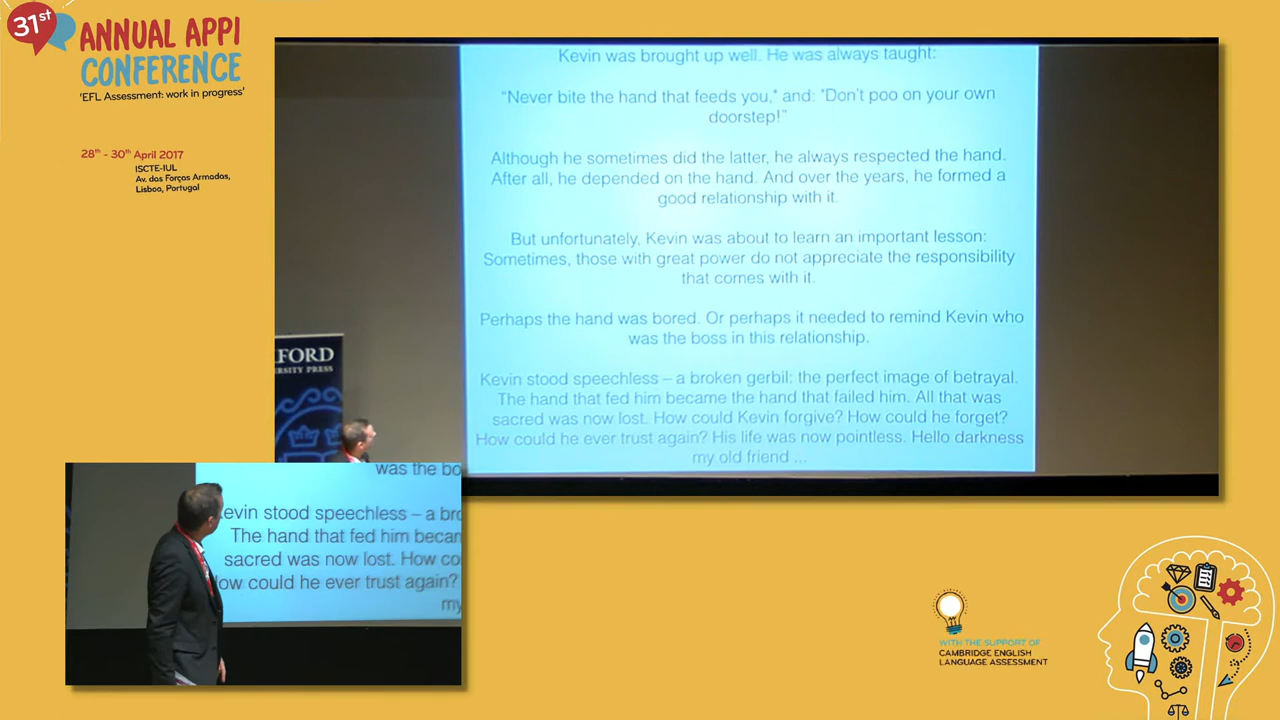 31st
ANNUAL APPI
CONFERENCE
'EFL Assessment: work in progress'
28th - 30th April 2017
ISCTE-IUL
Av. das Forças Armadas,
Lisboa, Portugal
Kevin was brought up well. He was always taught:
"Never bite the hand that feeds you," and: "Don't poo on your own
doorstep!"
Although he sometimes did the latter, he always respected the hand.
After all, he depended on the hand. And over the years, he formed a
good relationship with it.
But unfortunately, Kevin was about to learn an important lesson:
Sometimes, those with great power do not appreciate the responsibility
that comes with it.
Perhaps the hand was bored. Or perhaps it needed to remind Kevin who
was the boss in this relationship.
Kevin stood speechless – a broken gerbil: the perfect image of betrayal.
The hand that fed him became the hand that failed him. All that was
sacred was now lost. How could Kevin forgive? How could he forget?
How could he ever trust again? His life was now pointless. Hello darkness
my old friend ...
FORD
RSITY PRESS
was the bo
evin stood speechless – a bro
The hand that fed him becam
sacred was now lost. How co
ow could he ever trust again?
my
WITH THE SUPPORT OF
CAMBRIDGE ENGLISH
LANGUAGE ASSESSMENT